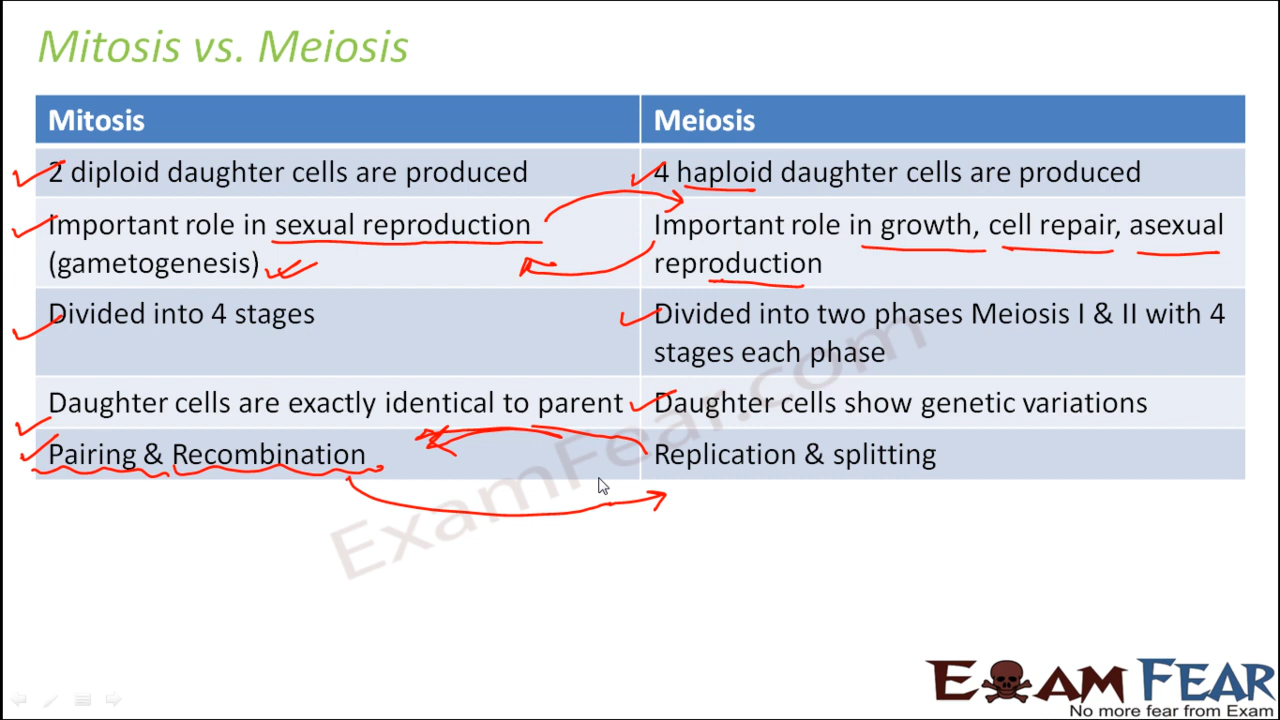 Mitosis vs. Meiosis
Mitosis
Meiosis
2 diploid daughter cells are produced
4 haploid daughter cells are produced
Important role in sexual reproduction
(gametogenesis)
Important role in growth, cell repair, asexual
reproduction
Divided into 4 stages
Divided into two phases Meiosis I & II with 4
stages each phase
Daughter cells are exactly identical to parent
Daughter cells show genetic variations
Pairing & Recombination
Replication & splitting
ExamFear.com
EXAM FEAR
No more fear from Exam